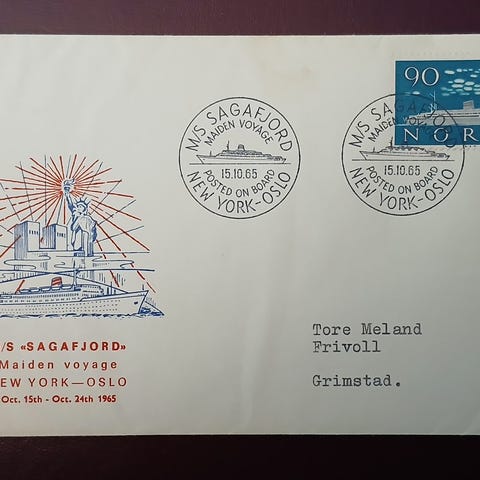 M/S SAGAFJORD
MAIDEN VOYAGE
15.10.65
POSTED ON BOARD
NEW YORK-OSLO
M/S SAGAFJORD
MAIDEN VOYAGE
15.10.65
POSTED ON BOARD
NEW YORK-OSLO
90
NOR
/S «SAGAFJORD»
Maiden voyage
EW YORK—OSLO
Oct. 15th - Oct. 24th 1965
Tore Meland
Frivoll
Grimstad.